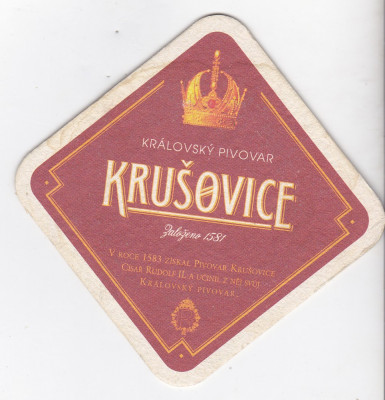 KRÁLOVSKÝ PIVOVAR
KRUŠOVICE
Založeno 1581
V ROCE 1583 ZÍSKAL PIVOVAR KRUŠOVICE
CÍSAŘ RUDOLF II. A UČINIL Z NĚJ SVŮJ
KRÁLOVSKÝ PIVOVAR